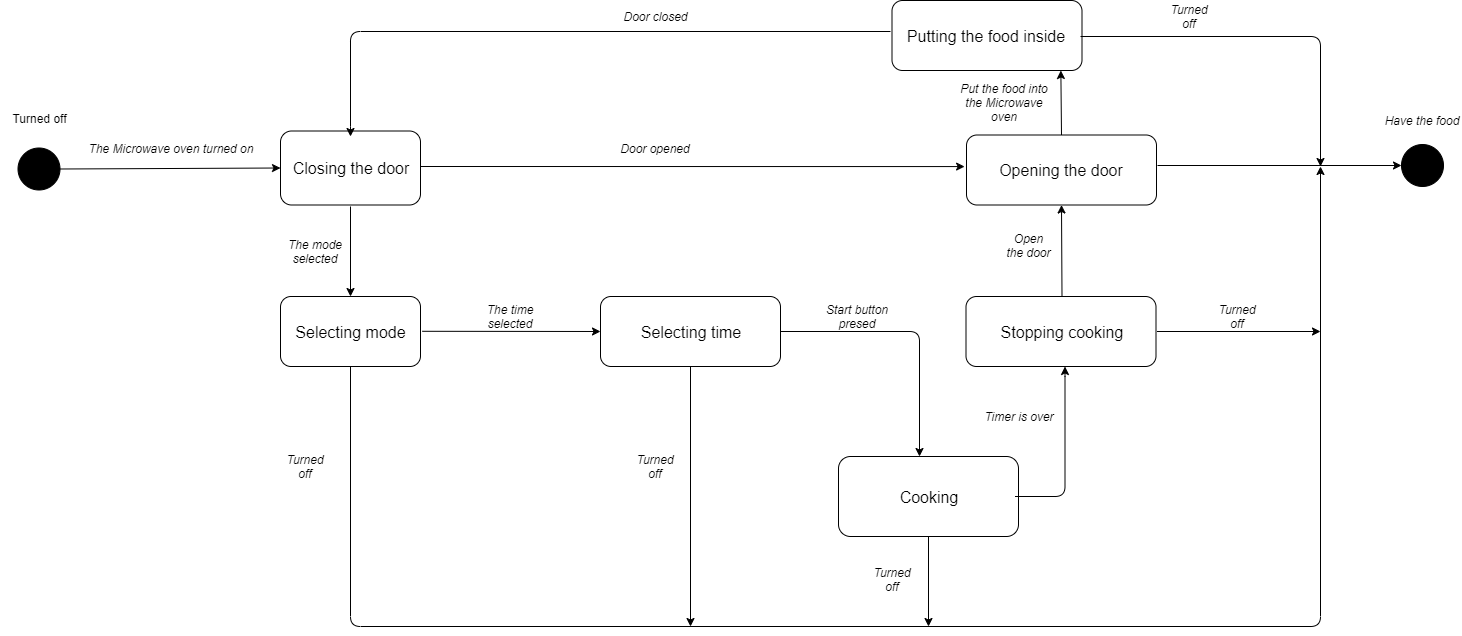 Door closed
Turned
off
Putting the food inside
Put the food into
the Microwave
oven
Turned off
Have the food
The Microwave oven turned on
Door opened
Closing the door
Opening the door
The mode
selected
Open
the door
The time
selected
Start button
presed
Turned
off
Selecting mode
Selecting time
Stopping cooking
Timer is over
Turned
off
Turned
off
Cooking
Turned
off